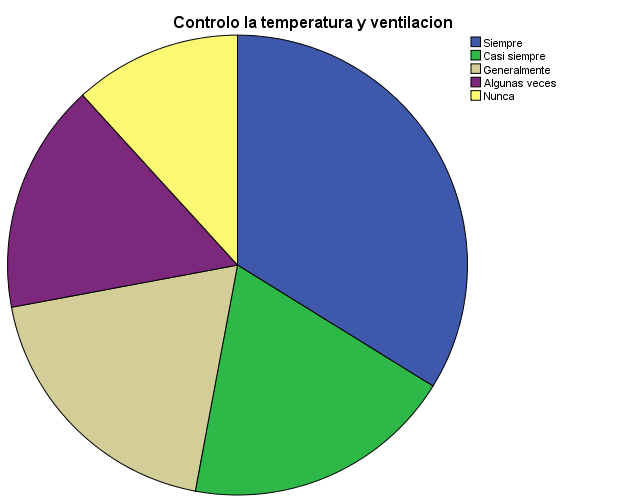 Controlo la temperatura y ventilacion
Siempre
Casi siempre
Generalmente
Algunas veces
Nunca